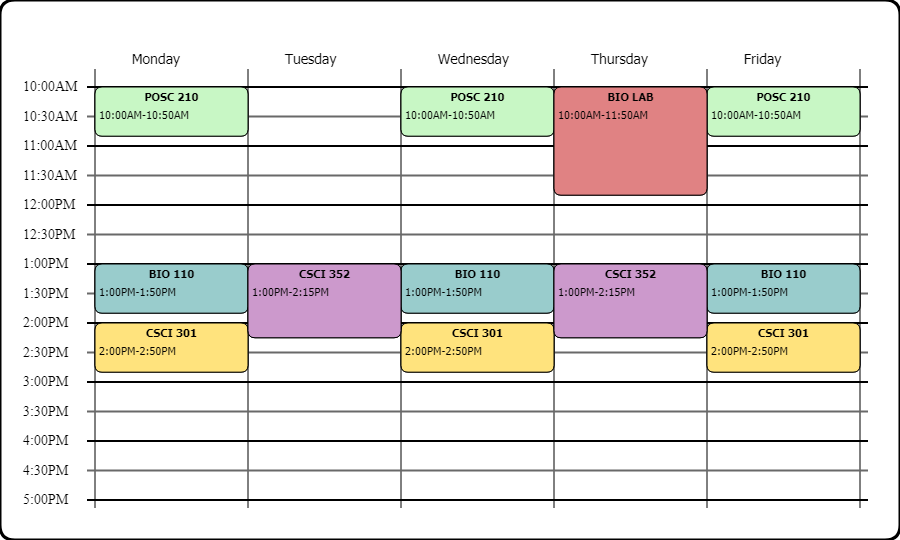 Monday Tuesday Wednesday Thursday Friday
10:00AM
POSC 210 POSC 210 BIO LAB POSC 210
10:30AM 10:00AM-10:50AM 10:00AM-10:50AM 10:00AM-11:50AM 10:00AM-10:50AM
11:00AM
11:30AM
12:00PM
12:30PM
1:00PM
BIO 110 CSCI 352 BIO 110 CSCI 352 BIO 110
1:30PM 1:00PM-1:50PM 1:00PM-2:15PM 1:00PM-1:50PM 1:00PM-2:15PM 1:00PM-1:50PM
2:00PM
CSCI 301 CSCI 301 CSCI 301
2:30PM 2:00PM-2:50PM 2:00PM-2:50PM 2:00PM-2:50PM
3:00PM
3:30PM
4:00PM
4:30PM
5:00PM